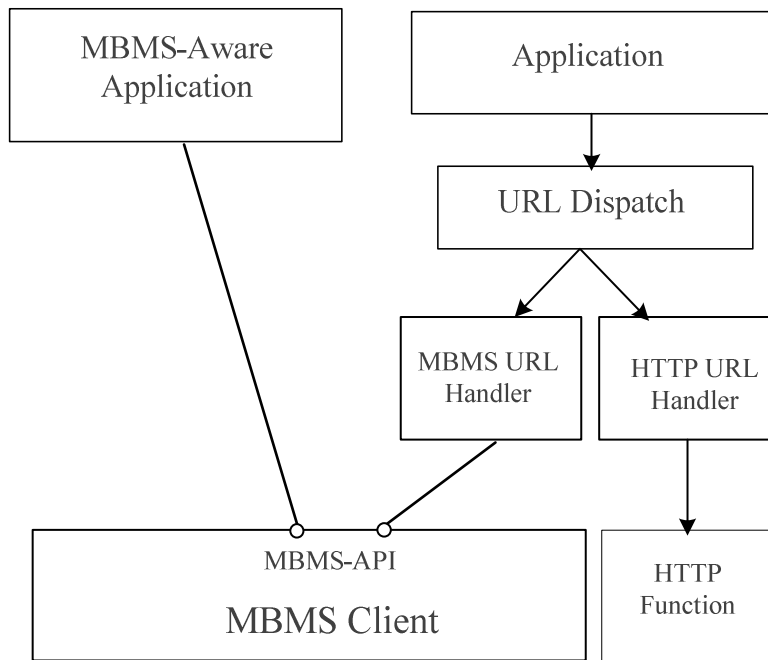 MBMS-Aware
Application
Application
URL Dispatch
MBMS URL
Handler
HTTP URL
Handler
MBMS-API
MBMS Client
HTTP
Function